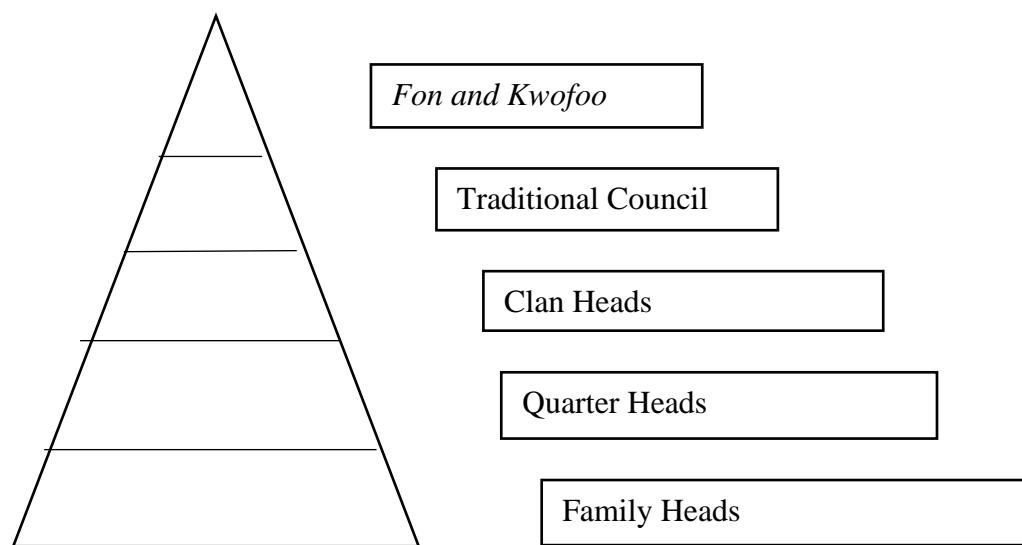 Fon and Kwofoo
Traditional Council
Clan Heads
Quarter Heads
Family Heads